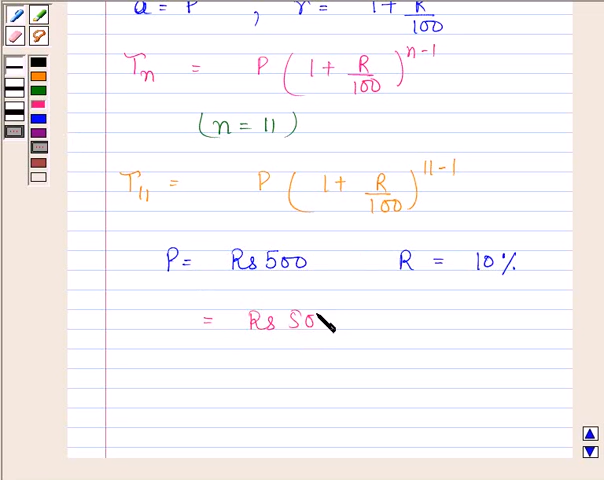 a = P , r = 1 + R/100
Tn = P ( 1 + R/100 )^n-1
( n = 11 )
T11 = P ( 1 + R/100 )^11-1
P = Rs 500 R = 10%
= Rs 50